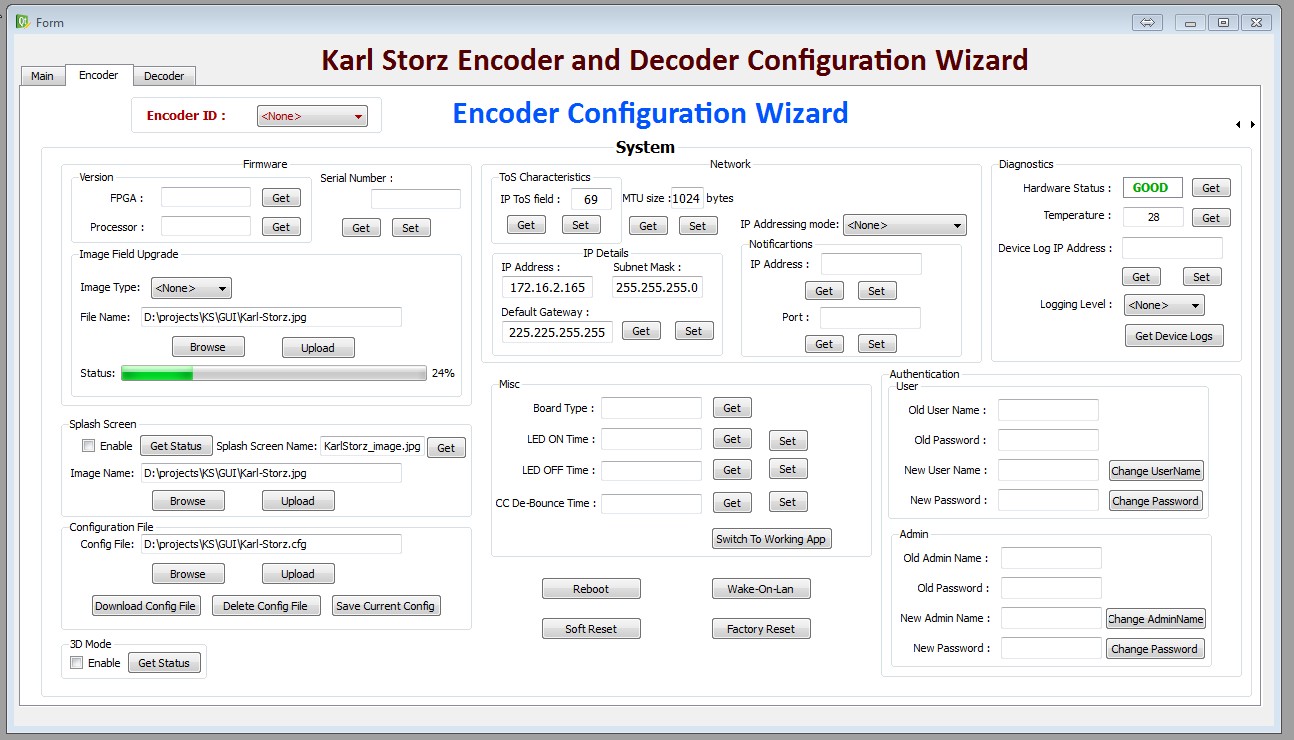 Form
Karl Storz Encoder and Decoder Configuration Wizard
Main Encoder Decoder
Encoder ID : <None>
Encoder Configuration Wizard
System
Firmware
Version
FPGA : Get
Processor : Get
Serial Number :
Get Set
Image Field Upgrade
Image Type: <None>
File Name: D:\projects\KS\GUI\Karl-Storz.jpg
Browse Upload
Status: 24%
Splash Screen
Enable Get Status Splash Screen Name: KarlStorz_image.jpg Get
Image Name: D:\projects\KS\GUI\Karl-Storz.jpg
Browse Upload
Configuration File
Config File: D:\projects\KS\GUI\Karl-Storz.cfg
Browse Upload
Download Config File Delete Config File Save Current Config
3D Mode
Enable Get Status
Network
ToS Characteristics
IP ToS field : 69
Get Set
MTU size : 1024 bytes
Get Set
IP Details
IP Address : Subnet Mask :
172.16.2.165 255.255.255.0
Default Gateway :
225.225.255.255 Get Set
IP Addressing mode: <None>
Notificartions
IP Address :
Get Set
Port :
Get Set
Misc
Board Type : Get
LED ON Time : Get Set
LED OFF Time : Get Set
CC De-Bounce Time : Get Set
Switch To Working App
Reboot Wake-On-Lan
Soft Reset Factory Reset
Diagnostics
Hardware Status : GOOD Get
Temperature : 28 Get
Device Log IP Address :
Get Set
Logging Level : <None>
Get Device Logs
Authentication
User
Old User Name :
Old Password :
New User Name : Change UserName
New Password : Change Password
Admin
Old Admin Name :
Old Password :
New Admin Name : Change AdminName
New Password : Change Password